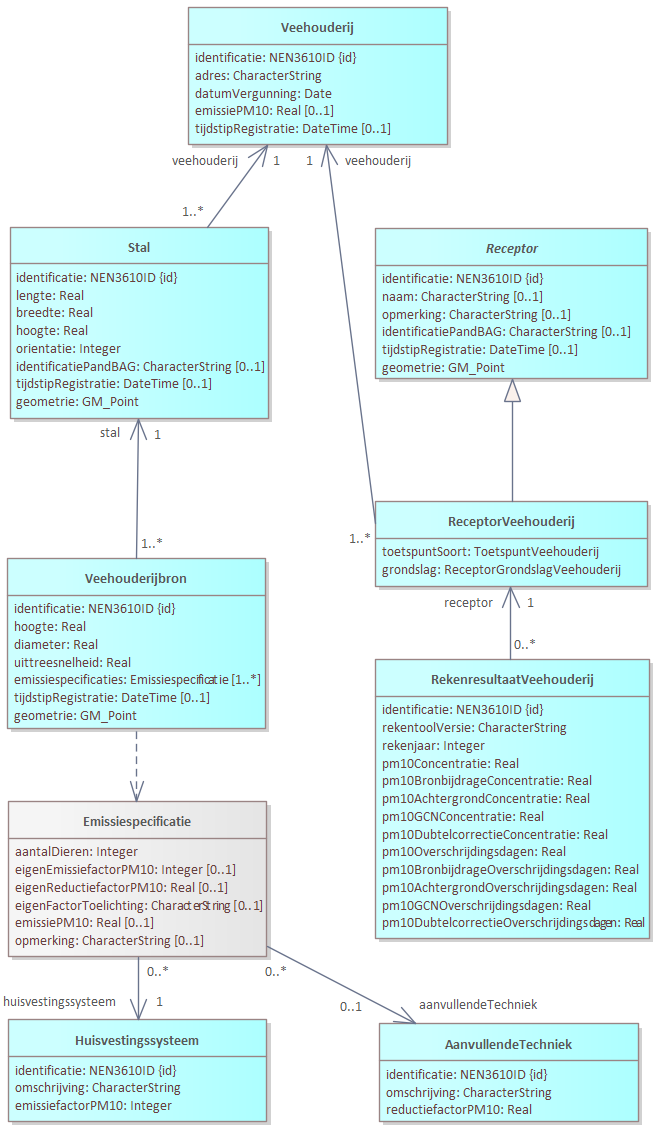 Veehouderij
identificatie: NEN3610ID {id}
adres: CharacterString
datumVergunning: Date
emissiePM10: Real [0..1]
tijdstipRegistratie: DateTime [0..1]
veehouderij 1
1 veehouderij
1..*
Stal
identificatie: NEN3610ID {id}
lengte: Real
breedte: Real
hoogte: Real
orientatie: Integer
identificatiePandBAG: CharacterString [0..1]
tijdstipRegistratie: DateTime [0..1]
geometrie: GM_Point
Receptor
identificatie: NEN3610ID {id}
naam: CharacterString [0..1]
opmerking: CharacterString [0..1]
identificatiePandBAG: CharacterString [0..1]
tijdstipRegistratie: DateTime [0..1]
geometrie: GM_Point
stal 1
1..*
1..*
ReceptorVeehouderij
toetspuntSoort: ToetspuntVeehouderij
grondslag: ReceptorGrondslagVeehouderij
receptor 1
0..*
Veehouderijbron
identificatie: NEN3610ID {id}
hoogte: Real
diameter: Real
uittreesnelheid: Real
emissiespecificaties: Emissiespecificatie [1..*]
tijdstipRegistratie: DateTime [0..1]
geometrie: GM_Point
RekenresultaatVeehouderij
identificatie: NEN3610ID {id}
rekentoolVersie: CharacterString
rekenjaar: Integer
pm10Concentratie: Real
pm10BronbijdrageConcentratie: Real
pm10AchtergrondConcentratie: Real
pm10GCNConcentratie: Real
pm10DubtelcorrectieConcentratie: Real
pm10Overschrijdingsdagen: Real
pm10BronbijdrageOverschrijdingsdagen: Real
pm10AchtergrondOverschrijdingsdagen: Real
pm10GCNOverschrijdingsdagen: Real
pm10DubtelcorrectieOverschrijdingsdagen: Real
Emissiespecificatie
aantalDieren: Integer
eigenEmissiefactorPM10: Integer [0..1]
eigenReductiefactorPM10: Real [0..1]
eigenFactorToelichting: CharacterString [0..1]
emissiePM10: Real [0..1]
opmerking: CharacterString [0..1]
0..*
0..*
huisvestingssysteem 1
0..1 aanvullendeTechniek
Huisvestingssysteem
identificatie: NEN3610ID {id}
omschrijving: CharacterString
emissiefactorPM10: Integer
AanvullendeTechniek
identificatie: NEN3610ID {id}
omschrijving: CharacterString
reductiefactorPM10: Real